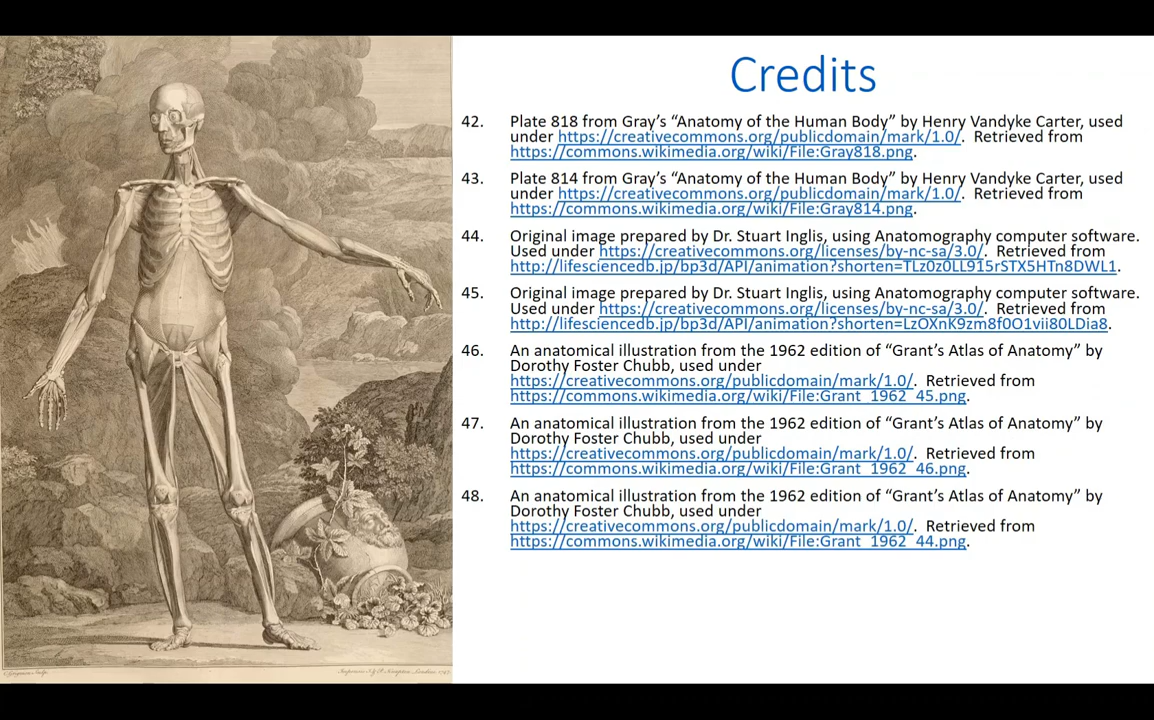 Credits
42. Plate 818 from Gray’s “Anatomy of the Human Body” by Henry Vandyke Carter, used
under https://creativecommons.org/publicdomain/mark/1.0/. Retrieved from
https://commons.wikimedia.org/wiki/File:Gray818.png.
43. Plate 814 from Gray’s “Anatomy of the Human Body” by Henry Vandyke Carter, used
under https://creativecommons.org/publicdomain/mark/1.0/. Retrieved from
https://commons.wikimedia.org/wiki/File:Gray814.png.
44. Original image prepared by Dr. Stuart Inglis, using Anatomography computer software.
Used under https://creativecommons.org/licenses/by-nc-sa/3.0/. Retrieved from
http://lifesciencedb.jp/bp3d/API/animation?shorten=TLz0z0LL915rSTX5HTn8DWL1.
45. Original image prepared by Dr. Stuart Inglis, using Anatomography computer software.
Used under https://creativecommons.org/licenses/by-nc-sa/3.0/. Retrieved from
http://lifesciencedb.jp/bp3d/API/animation?shorten=LzOXnK9zm8f0O1vii80LDia8.
46. An anatomical illustration from the 1962 edition of “Grant’s Atlas of Anatomy” by
Dorothy Foster Chubb, used under
https://creativecommons.org/publicdomain/mark/1.0/. Retrieved from
https://commons.wikimedia.org/wiki/File:Grant_1962_45.png.
47. An anatomical illustration from the 1962 edition of “Grant’s Atlas of Anatomy” by
Dorothy Foster Chubb, used under
https://creativecommons.org/publicdomain/mark/1.0/. Retrieved from
https://commons.wikimedia.org/wiki/File:Grant_1962_46.png.
48. An anatomical illustration from the 1962 edition of “Grant’s Atlas of Anatomy” by
Dorothy Foster Chubb, used under
https://creativecommons.org/publicdomain/mark/1.0/. Retrieved from
https://commons.wikimedia.org/wiki/File:Grant_1962_44.png.